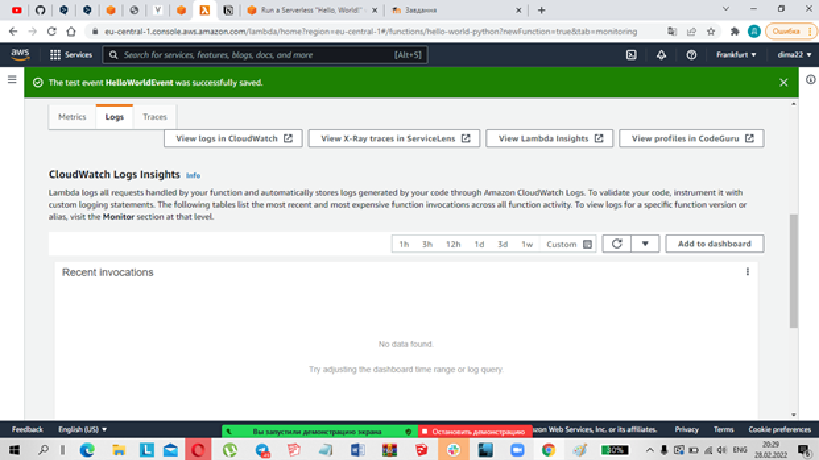 Run a Serverless "Hello, World!"
Завдання
eu-central-1.console.aws.amazon.com/lambda/home?region=eu-central-1#/functions/hello-world-python?newFunction=true&tab=monitoring
Ошибка
aws
Services
Search for services, features, blogs, docs, and more
[Alt+S]
Frankfurt
dima22
The test event HelloWorldEvent was successfully saved.
Metrics
Logs
Traces
View logs in CloudWatch
View X-Ray traces in ServiceLens
View Lambda Insights
View profiles in CodeGuru
CloudWatch Logs Insights Info
Lambda logs all requests handled by your function and automatically stores logs generated by your code through Amazon CloudWatch Logs. To validate your code, instrument it with
custom logging statements. The following tables list the most recent and most expensive function invocations across all function activity. To view logs for a specific function version or
alias, visit the Monitor section at that level.
1h 3h 12h 1d 3d 1w Custom
Add to dashboard
Recent invocations
No data found.
Try adjusting the dashboard time range or log query
Feedback
English (US)
Вы запустили демонстрацию экрана
Остановить демонстрацию
zon Web Services, Inc. or its affiliates.
Privacy
Terms
Cookie preferences
ENG
20:29
28.02.2022